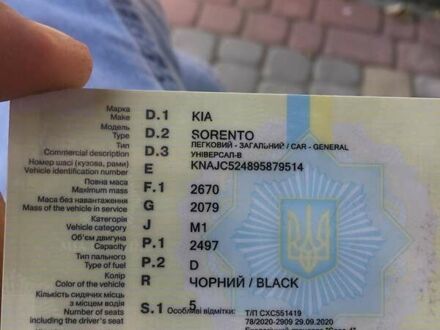 Марка
Make D.1 KIA
Модель
Type D.2 SORENTO
Тип ЛЕГКОВИЙ - ЗАГАЛЬНИЙ / CAR - GENERAL
Commercial description D.3 УНІВЕРСАЛ-В
Номер шасі (кузова, рами)
Vehicle identification number E KNAJC524895879514
Повна маса
Maximum mass F.1 2670
Маса без навантаження
Mass of the vehicle in service G 2079
Категорія
Vehicle category J M1
Об'єм двигуна
Capacity P.1 2497
Тип пального
Type of fuel P.2 D
Колір
Color of the vehicle R ЧОРНИЙ / BLACK
Кількість сидячих місць
з місцем водія 5
Number of seats S.1 Особливі відмітки Т/П СХС551419
including the driver's seat 78/2020-2909 29.09.2020